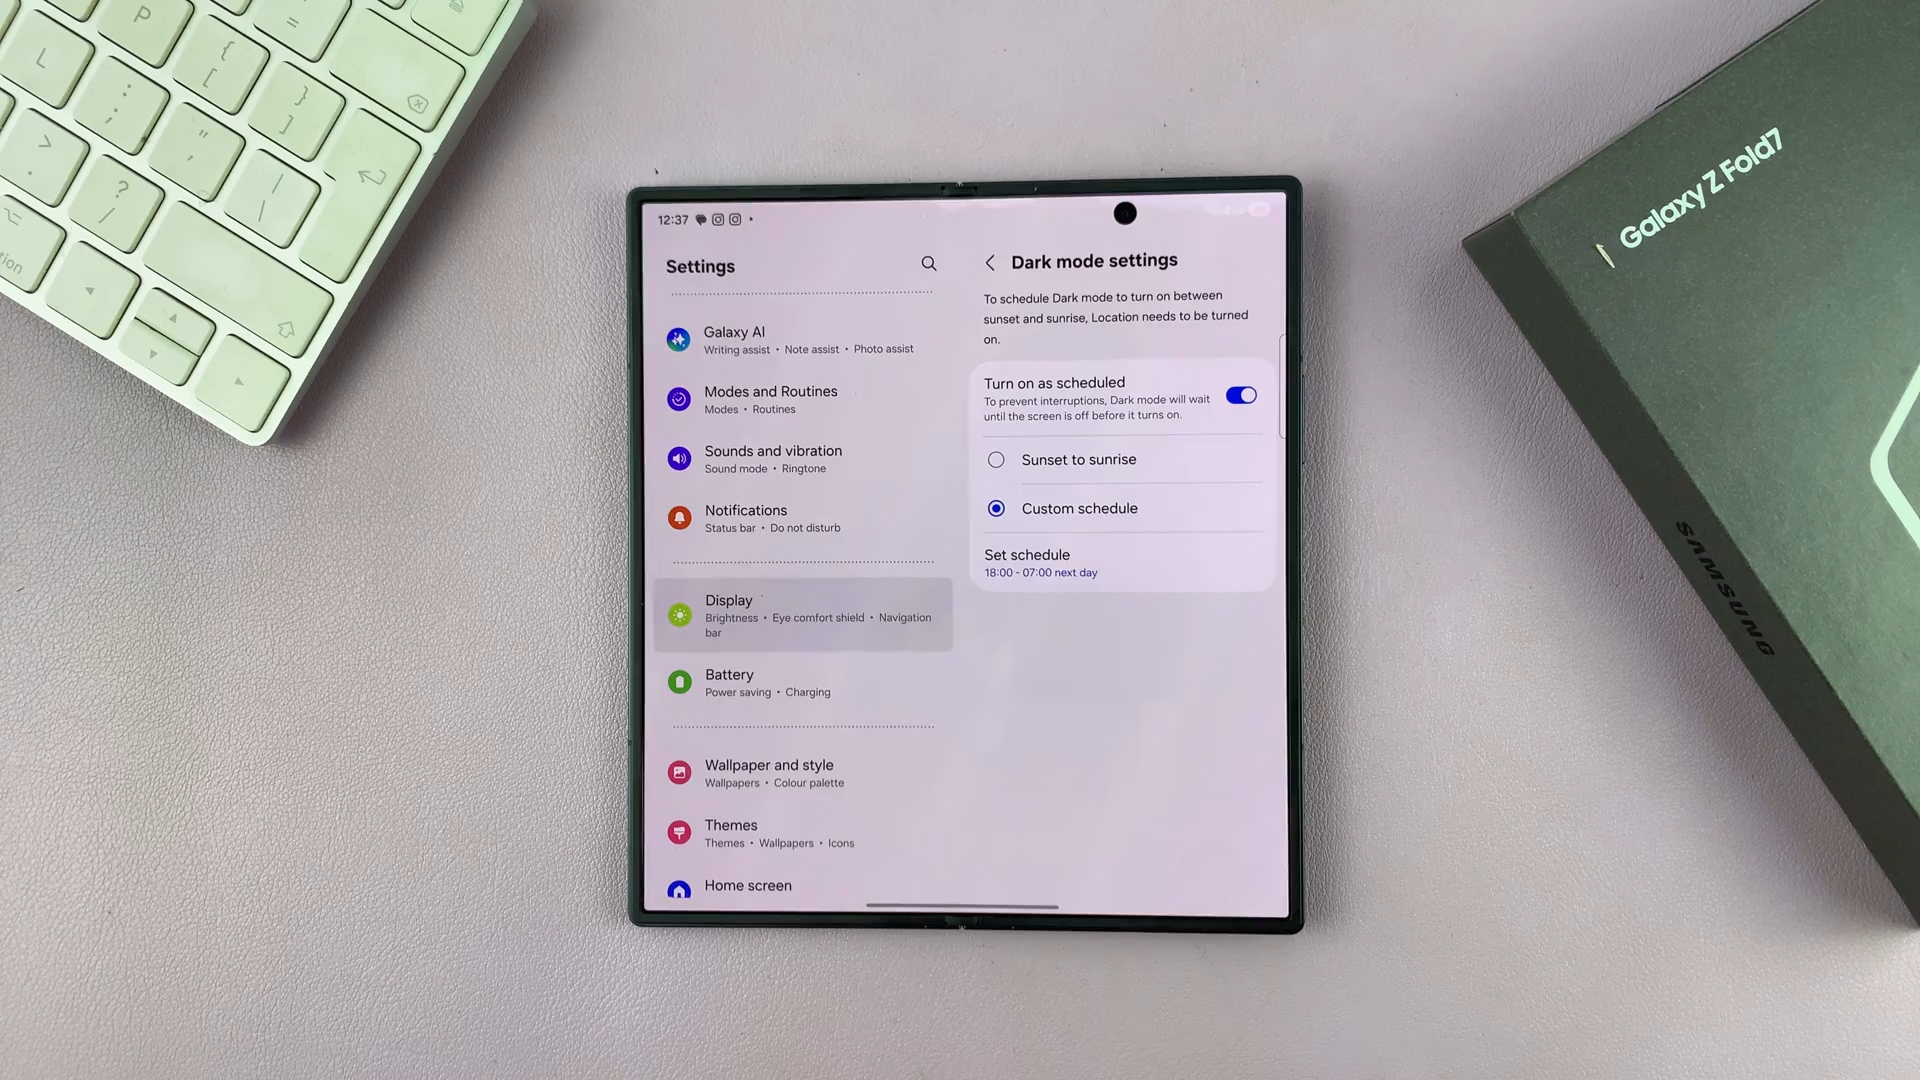 P
=
L
{
[
}
]
:
;
"
'
>
.
?
/
|
\
tion
12:37
Settings
Galaxy AI
Writing assist • Note assist • Photo assist
Modes and Routines
Modes • Routines
Sounds and vibration
Sound mode • Ringtone
Notifications
Status bar • Do not disturb
Display
Brightness • Eye comfort shield • Navigation
bar
Battery
Power saving • Charging
Wallpaper and style
Wallpapers • Colour palette
Themes
Themes • Wallpapers • Icons
Home screen
Dark mode settings
To schedule Dark mode to turn on between
sunset and sunrise, Location needs to be turned
on.
Turn on as scheduled
To prevent interruptions, Dark mode will wait
until the screen is off before it turns on.
Sunset to sunrise
Custom schedule
Set schedule
18:00 - 07:00 next day
Galaxy Z Fold7
SAMSUNG